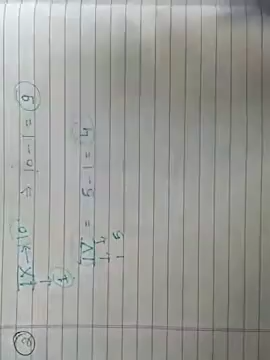 ③ IX → 10 ⇒ 10 - 1 = 9
↓
1
IV = 5 - 1 = 4
↓ ↓
1 5